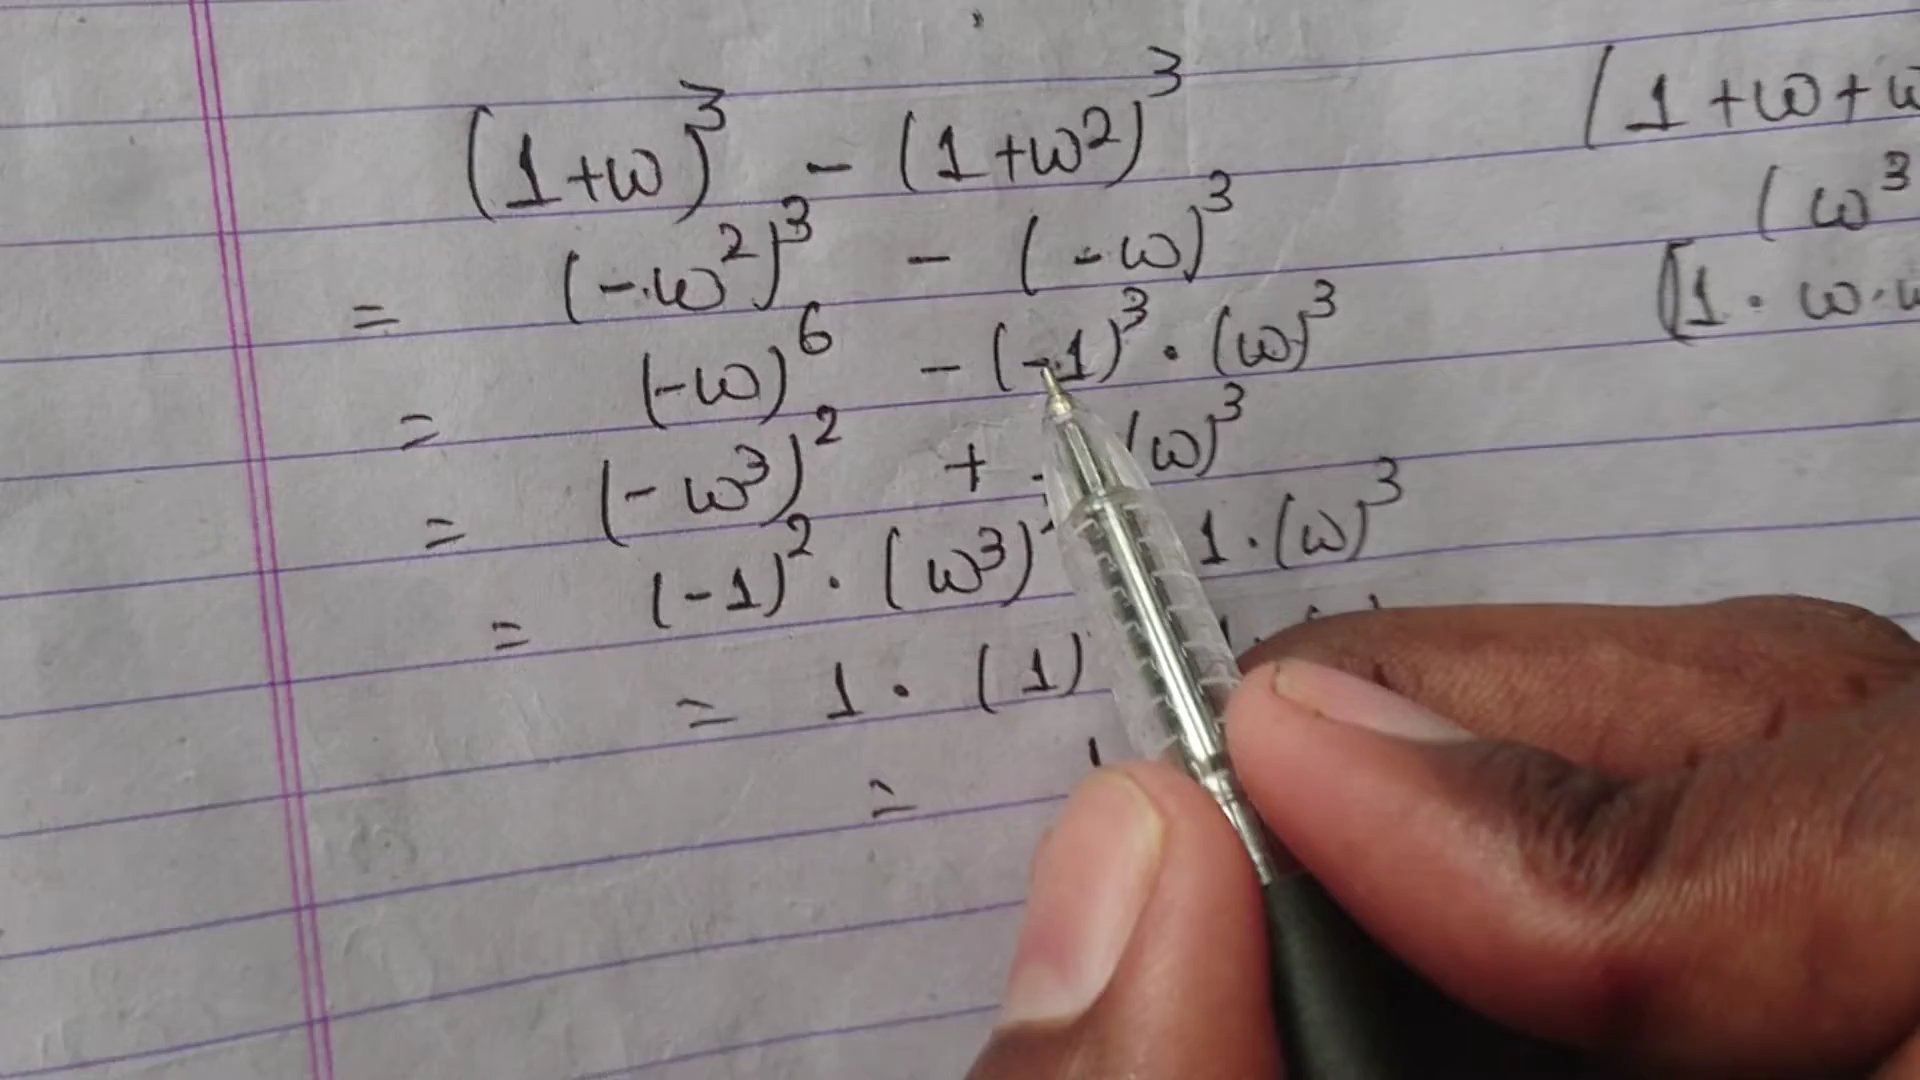 (1+ω)³ - (1+ω²)³
= (-ω²)³ - (-ω)³
= (-ω)⁶ -(-1)³ · (ω)³
= (-ω³)² + (ω)³
= (-1)² · (ω³) 1·(ω)³
= 1 · (1)
=
(1+ω+
(ω³
[1·ω·